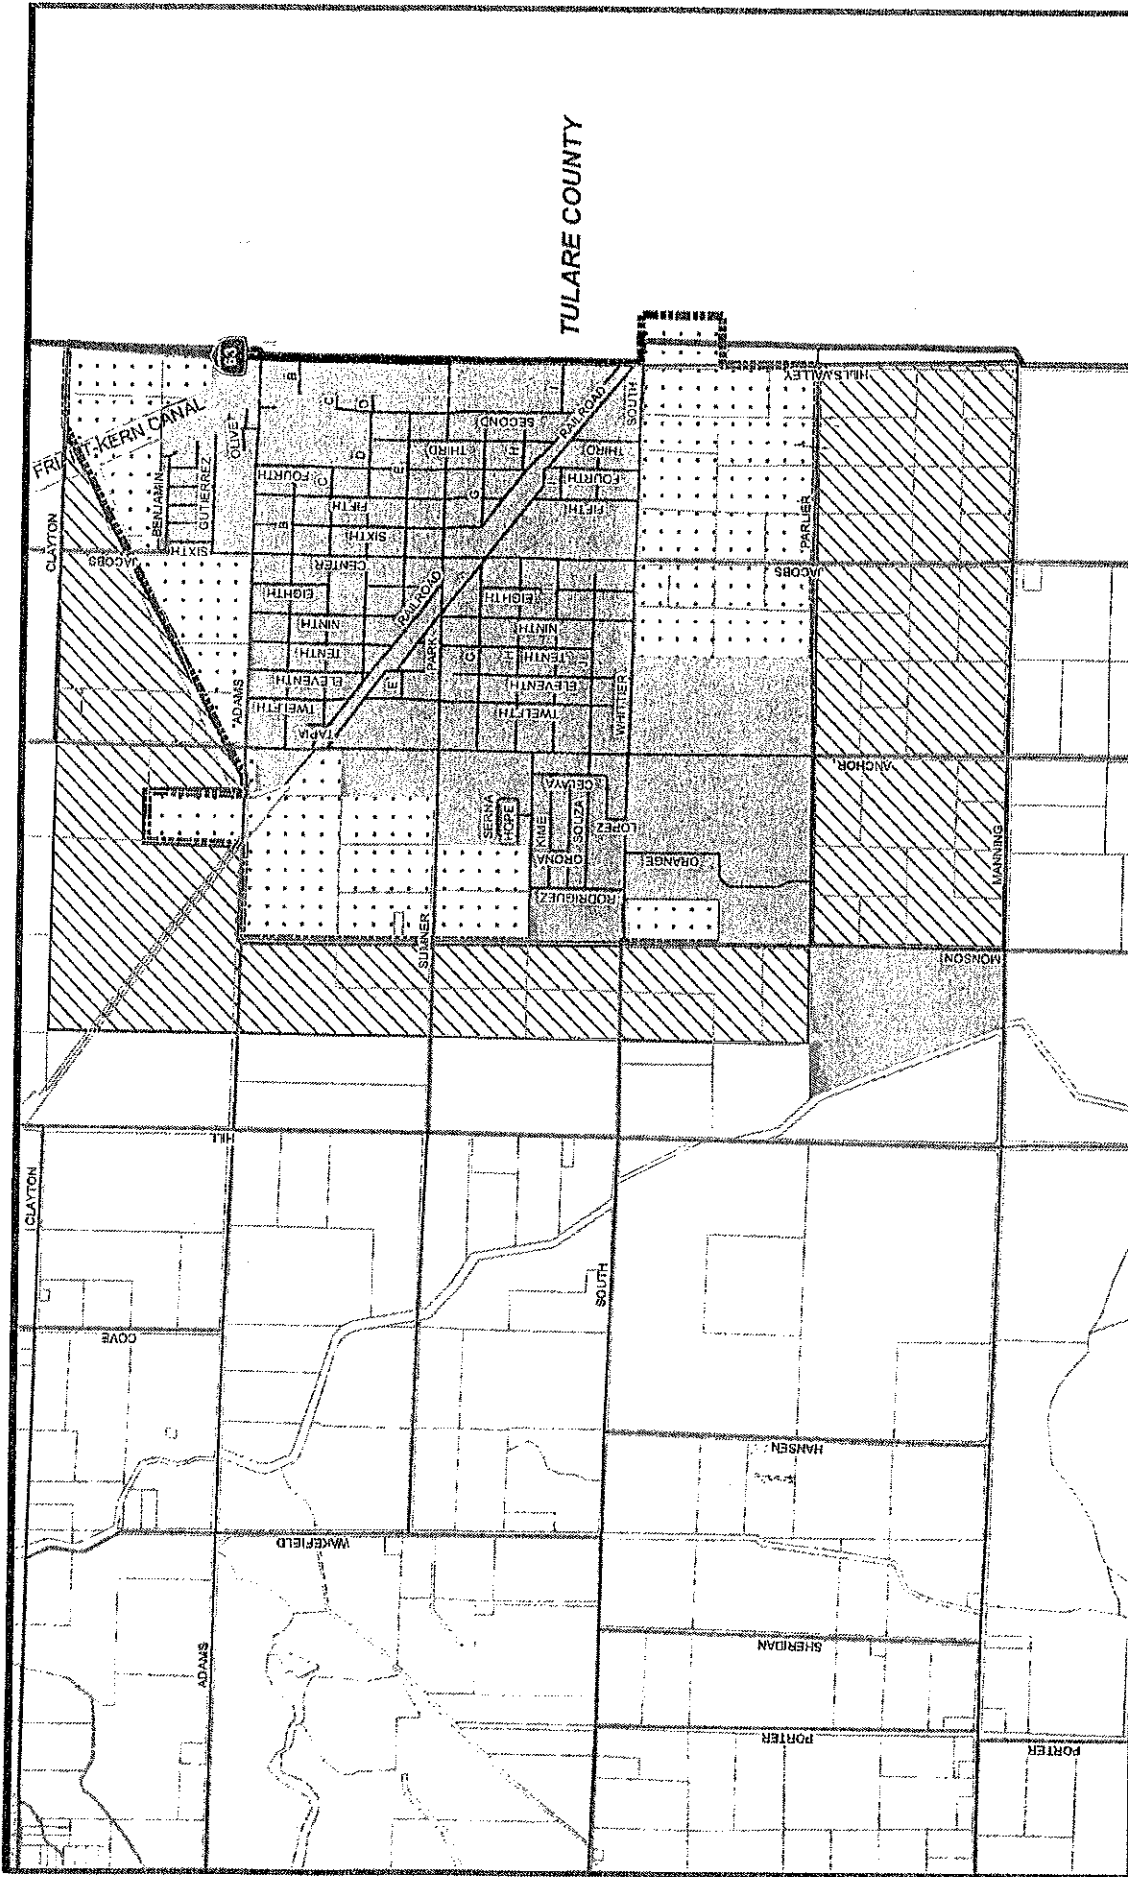 CLAYTON
CLAYTON
TULARE COUNTY
63
FRIANT-KERN CANAL
BENJAMIN
GUTIERREZ
OLIVE
SIXTH
JACOBS
ADAMS
B
C
D
SECOND
THIRD
FOURTH
D
E
C
FIFTH
B
SIXTH
CENTER
EIGHTH
NINTH
TENTH
ELEVENTH
TWELFTH
TAPIA
RAILROAD
PARK
E
G
H
I
RAILROAD
SOUTH
THIRD
FOURTH
FIFTH
EIGHTH
NINTH
TENTH
ELEVENTH
TWELFTH
G
H
J
WHITTIER
HILLS VALLEY
PARLIER
JACOBS
ANCHOR
MANNING
MONSON
SERNA
HOPE
KIME
CELAYA
SOUZA
LOPEZ
ORONA
RODRIGUEZ
ORANGE
SUMNER
HILL
COVE
SOUTH
HANSEN
WAKEFIELD
ADAMS
SHERIDAN
PORTER
PORTER